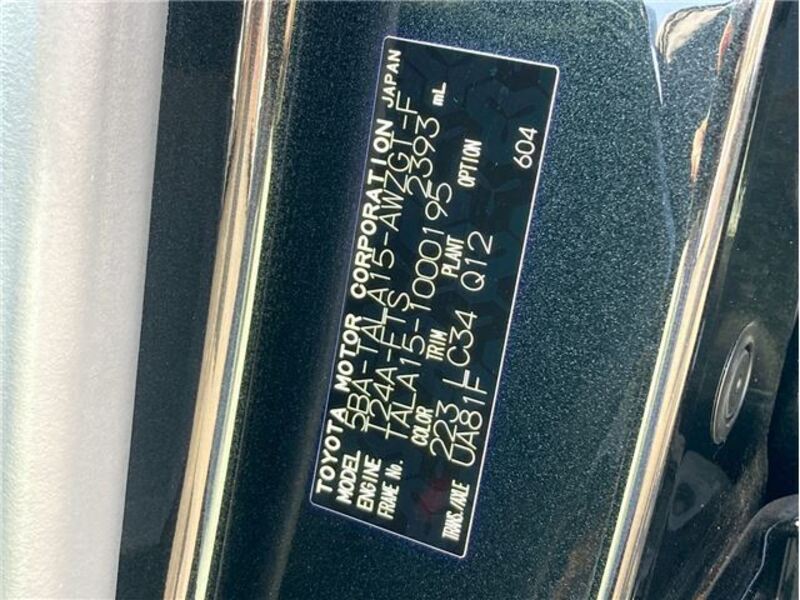 TOYOTA MOTOR CORPORATION JAPAN
MODEL 5BA-TALA15-AWZGT-F
ENGINE T24A-FTS 2393 mL
FRAME No. TALA15-1000195
COLOR TRIM PLANT OPTION
223 LC34 Q12
TRANS./AXLE UA81F
604